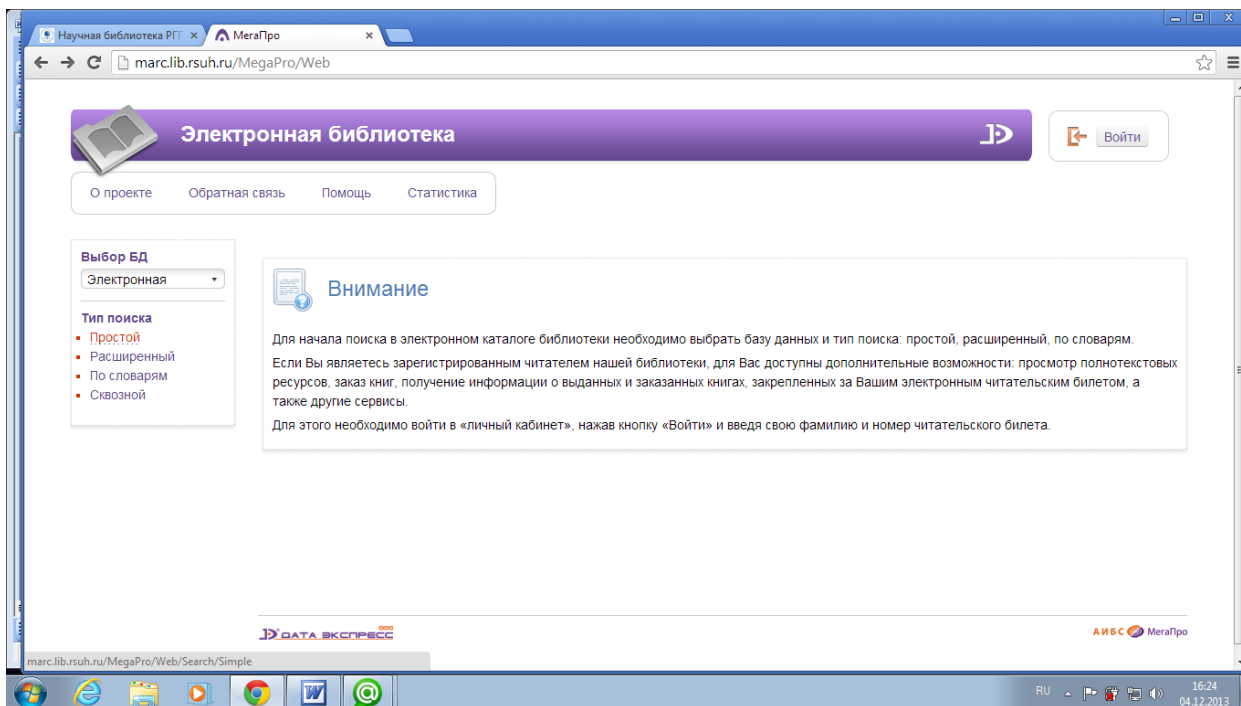 Научная библиотека РГГ
МегаПро
marc.lib.rsuh.ru/MegaPro/Web
Электронная библиотека
Войти
О проекте Обратная связь Помощь Статистика
Выбор БД
Электронная
Тип поиска
Простой
Расширенный
По словарям
Сквозной
Внимание
Для начала поиска в электронном каталоге библиотеки необходимо выбрать базу данных и тип поиска: простой, расширенный, по словарям.
Если Вы являетесь зарегистрированным читателем нашей библиотеки, для Вас доступны дополнительные возможности: просмотр полнотекстовых
ресурсов, заказ книг, получение информации о выданных и заказанных книгах, закрепленных за Вашим электронным читательским билетом, а
также другие сервисы.
Для этого необходимо войти в «личный кабинет», нажав кнопку «Войти» и введя свою фамилию и номер читательского билета.
ДАТА ЭКСПРЕСС
АИБС МегаПро
marc.lib.rsuh.ru/MegaPro/Web/Search/Simple
RU
16:24
04.12.2013